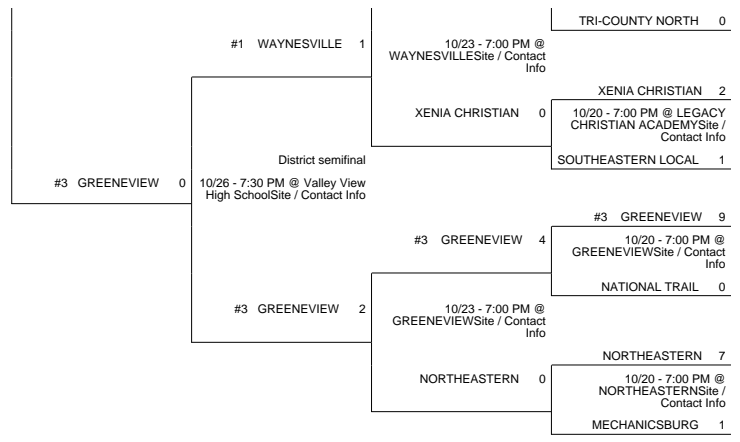 TRI-COUNTY NORTH 0
#1 WAYNESVILLE 1
10/23 - 7:00 PM @
WAYNESVILLESite / Contact
Info
XENIA CHRISTIAN 2
XENIA CHRISTIAN 0
10/20 - 7:00 PM @ LEGACY
CHRISTIAN ACADEMYSite /
Contact Info
District semifinal
SOUTHEASTERN LOCAL 1
#3 GREENEVIEW 0
10/26 - 7:30 PM @ Valley View
High SchoolSite / Contact Info
#3 GREENEVIEW 9
#3 GREENEVIEW 4
10/20 - 7:00 PM @
GREENEVIEWSite / Contact
Info
NATIONAL TRAIL 0
#3 GREENEVIEW 2
10/23 - 7:00 PM @
GREENEVIEWSite / Contact
Info
NORTHEASTERN 7
NORTHEASTERN 0
10/20 - 7:00 PM @
NORTHEASTERNSite /
Contact Info
MECHANICSBURG 1